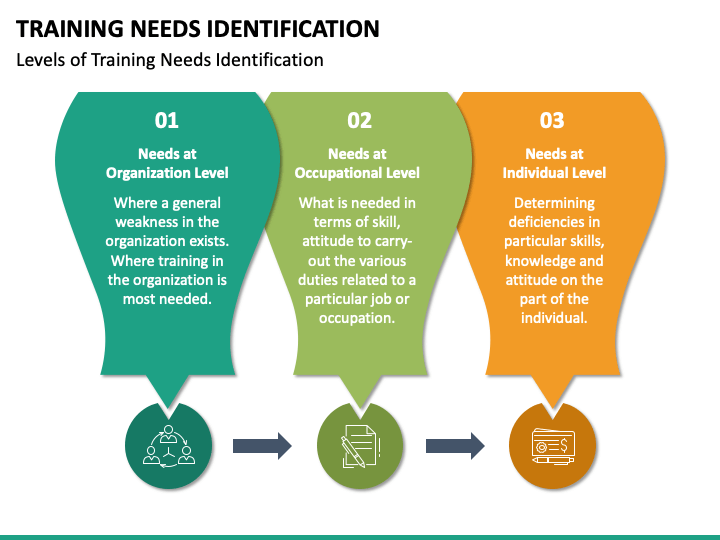 TRAINING NEEDS IDENTIFICATION
Levels of Training Needs Identification
01
Needs at
Organization Level
Where a general
weakness in the
organization exists.
Where training in
the organization is
most needed.
02
Needs at
Occupational Level
What is needed in
terms of skill,
attitude to carry-
out the various
duties related to a
particular job or
occupation.
03
Needs at
Individual Level
Determining
deficiencies in
particular skills,
knowledge and
attitude on the
part of the
individual.
$